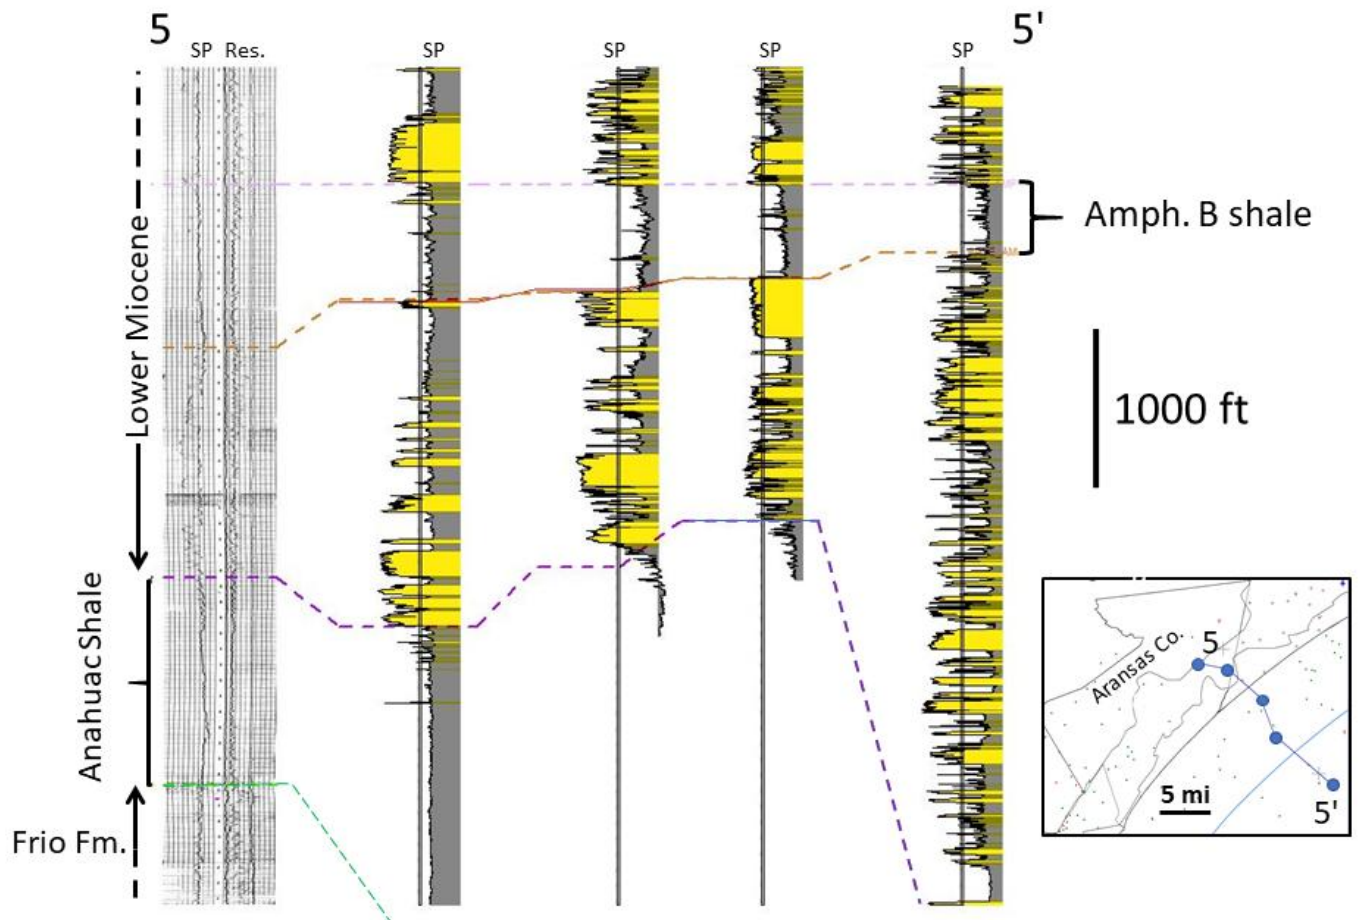 5
5'
SP Res.
SP
SP
SP
SP
Lower Miocene
Amph. B shale
1000 ft
Anahuac Shale
Frio Fm.
Aransas Co.
5
5 mi
5'